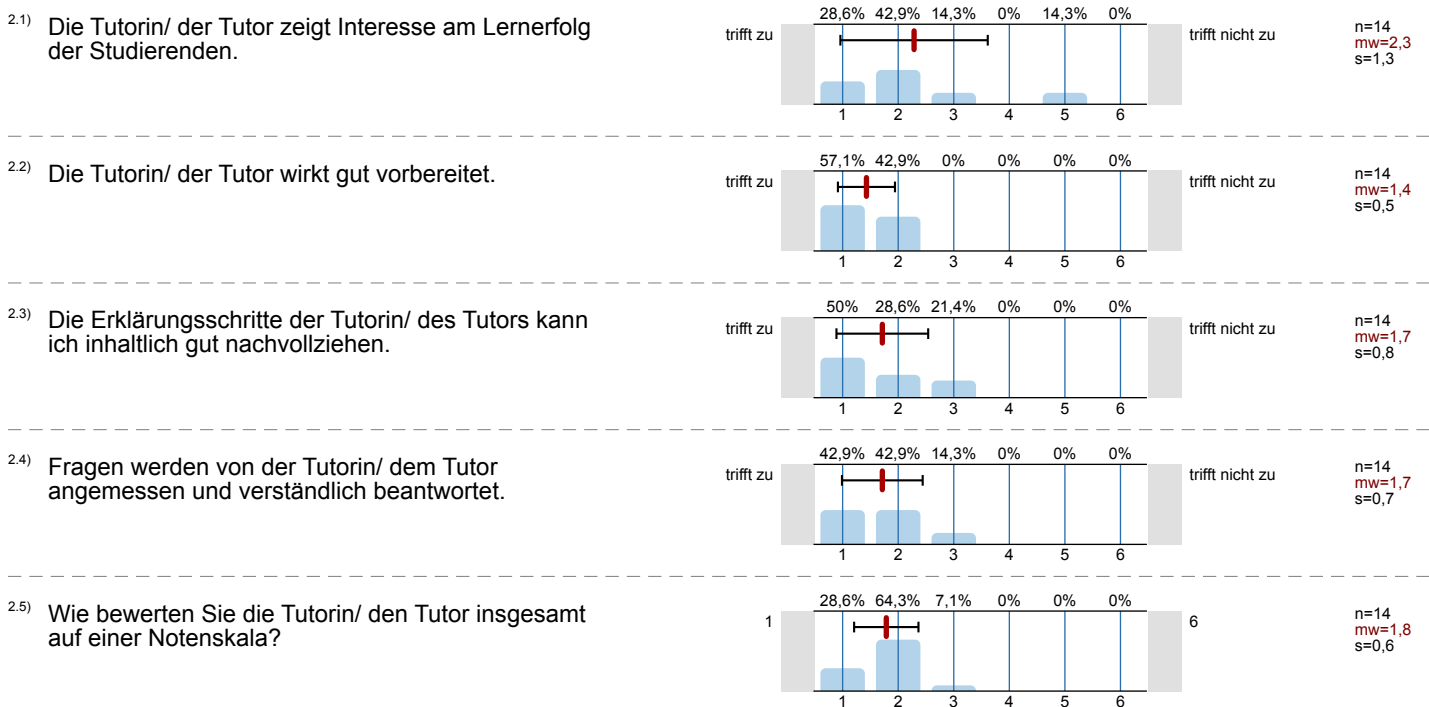 2.1) Die Tutorin/ der Tutor zeigt Interesse am Lernerfolg
der Studierenden.
trifft zu
28,6% 42,9% 14,3% 0% 14,3% 0%
1 2 3 4 5 6
trifft nicht zu
n=14
mw=2,3
s=1,3
2.2) Die Tutorin/ der Tutor wirkt gut vorbereitet.
trifft zu
57,1% 42,9% 0% 0% 0% 0%
1 2 3 4 5 6
trifft nicht zu
n=14
mw=1,4
s=0,5
2.3) Die Erklärungsschritte der Tutorin/ des Tutors kann
ich inhaltlich gut nachvollziehen.
trifft zu
50% 28,6% 21,4% 0% 0% 0%
1 2 3 4 5 6
trifft nicht zu
n=14
mw=1,7
s=0,8
2.4) Fragen werden von der Tutorin/ dem Tutor
angemessen und verständlich beantwortet.
trifft zu
42,9% 42,9% 14,3% 0% 0% 0%
1 2 3 4 5 6
trifft nicht zu
n=14
mw=1,7
s=0,7
2.5) Wie bewerten Sie die Tutorin/ den Tutor insgesamt
auf einer Notenskala?
1
28,6% 64,3% 7,1% 0% 0% 0%
1 2 3 4 5 6
6
n=14
mw=1,8
s=0,6